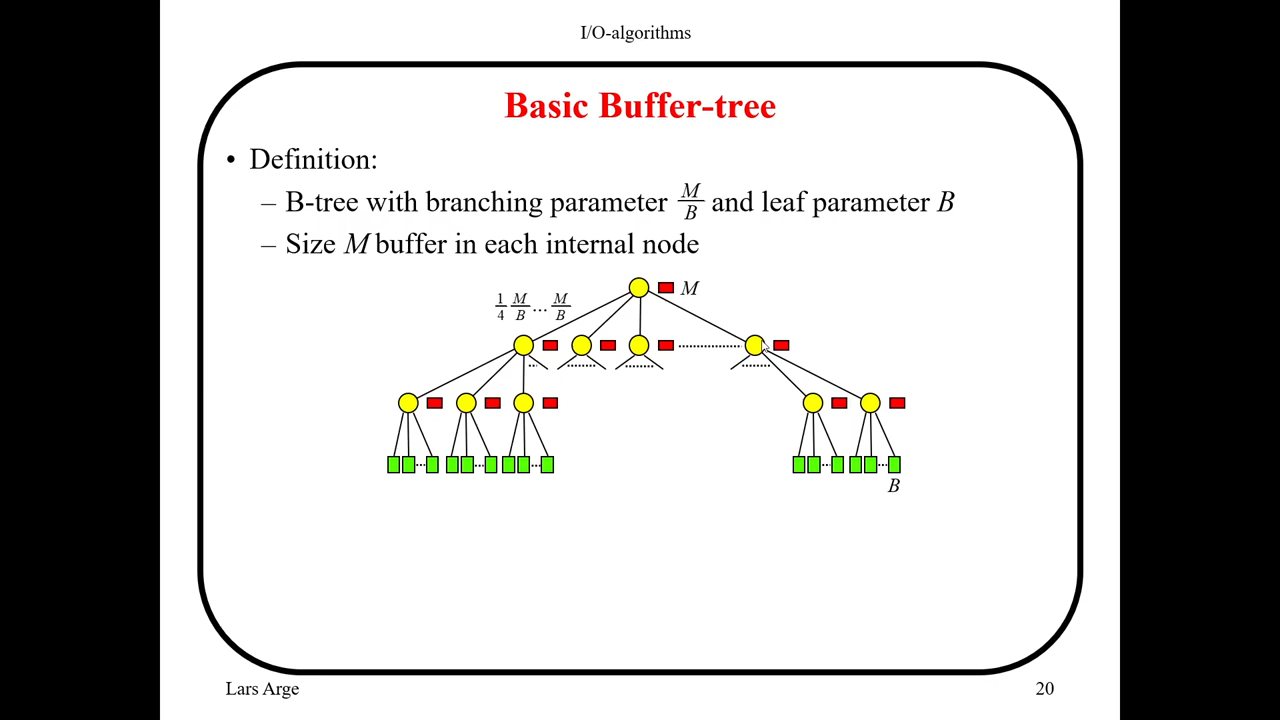 I/O-algorithms
Basic Buffer-tree
• Definition:
– B-tree with branching parameter M/B and leaf parameter B
– Size M buffer in each internal node
M
1/4 M/B ... M/B
B
Lars Arge
20